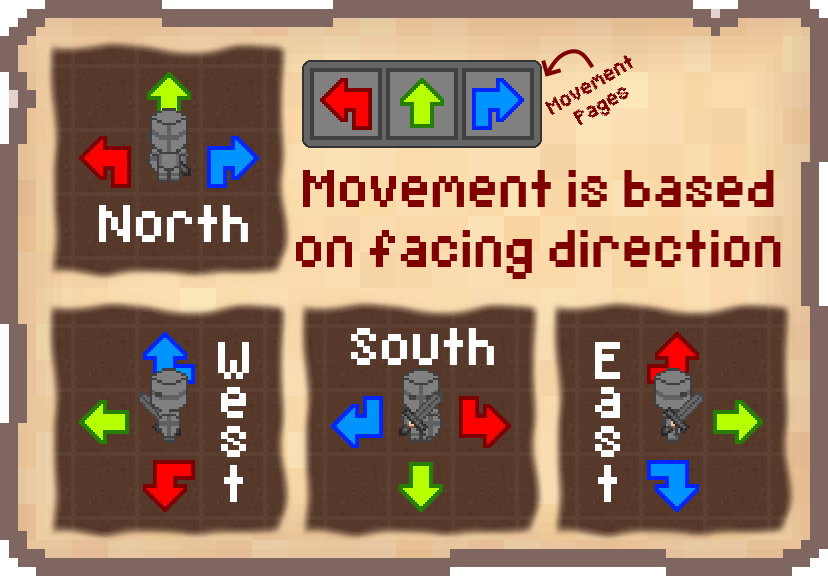 Movement
Pages
Movement is based
on facing direction
North
West
South
East